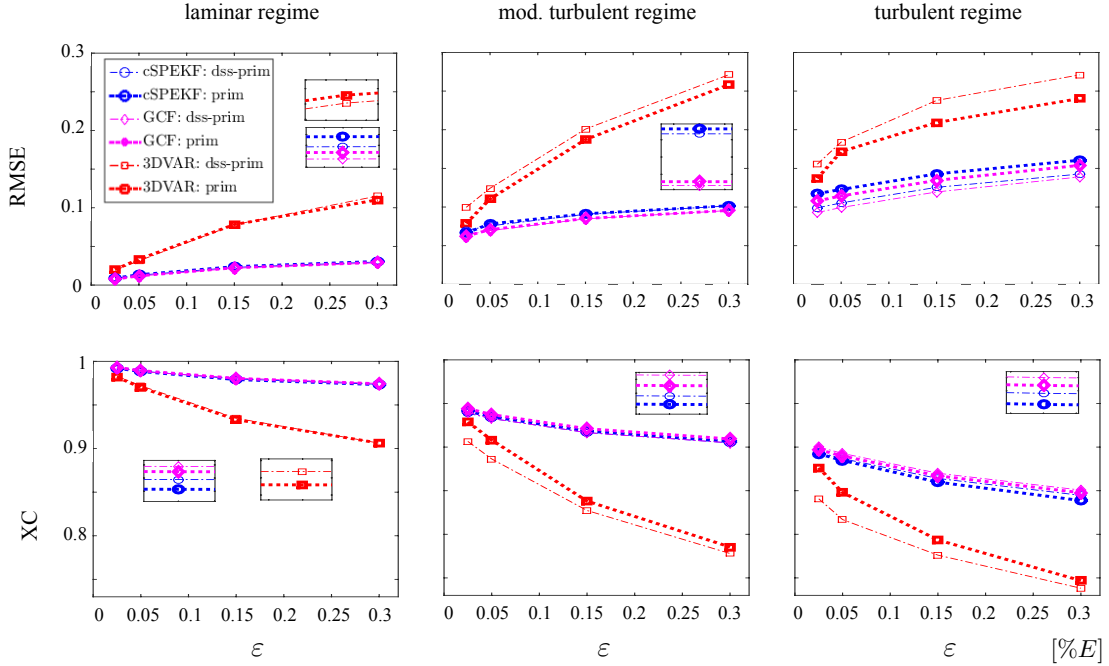 laminar regime
mod. turbulent regime
turbulent regime
RMSE
0.3
0.2
0.1
0
cSPEKF: dss-prim
cSPEKF: prim
GCF: dss-prim
GCF: prim
3DVAR: dss-prim
3DVAR: prim
0 0.05 0.1 0.15 0.2 0.25 0.3
0 0.05 0.1 0.15 0.2 0.25 0.3
0 0.05 0.1 0.15 0.2 0.25 0.3
XC
1
0.9
0.8
0 0.05 0.1 0.15 0.2 0.25 0.3
0 0.05 0.1 0.15 0.2 0.25 0.3
0 0.05 0.1 0.15 0.2 0.25 0.3
ε
ε
ε
[%E]